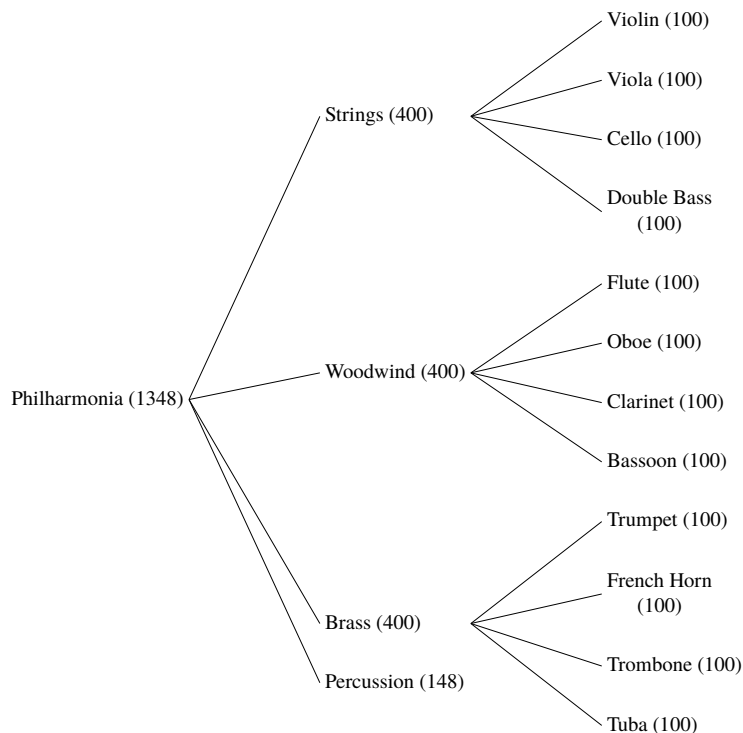 Philharmonia (1348)
Strings (400)
Violin (100)
Viola (100)
Cello (100)
Double Bass
(100)
Woodwind (400)
Flute (100)
Oboe (100)
Clarinet (100)
Bassoon (100)
Brass (400)
Trumpet (100)
French Horn
(100)
Trombone (100)
Tuba (100)
Percussion (148)